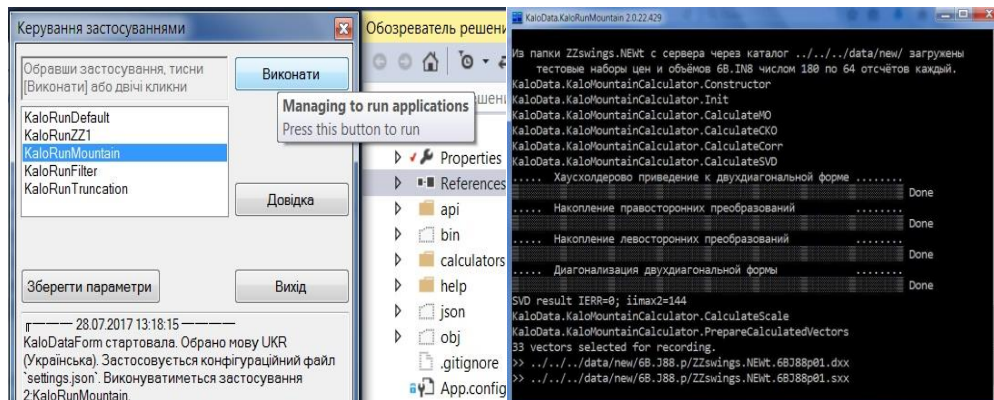 Керування застосуваннями
Обравши застосування, тисни
[Виконати] або двічі кликни
Виконати
Managing to run applications
Press this button to run
KaloRunDefault
KaloRunZZ1
KaloRunMountain
KaloRunFilter
KaloRunTruncation
Довідка
Зберегти параметри
Вихід
28.07.2017 13:18:15
KaloDataForm стартовала. Обрано
мову UKR
(Українська). Застосовується конфігураційний файл
`settings.json`. Виконуватиметься застосування
2:KaloRunMountain.
Обозреватель решени
Properties
References
api
bin
calculators
help
json
obj
.gitignore
App.config
KaloData.KaloRunMountain 2.0.22.429
Из папки ZZswings.NEWt с сервера через каталог ../../../data/new/ загружены
тестовые наборы цен и объёмов 6B.IN8 числом 180 по 64 отсчётов каждый.
KaloData.KaloMountainCalculator.Constructor
KaloData.KaloMountainCalculator.Init
KaloData.KaloMountainCalculator.CalculateMO
KaloData.KaloMountainCalculator.CalculateCKO
KaloData.KaloMountainCalculator.CalculateCorr
KaloData.KaloMountainCalculator.CalculateSVD
..... Хаусхолдерово приведение к двухдиагональной форме ........
Done
..... Накопление правосторонних преобразований ........
Done
..... Накопление левосторонних преобразований ........
Done
..... Диагонализация двухдиагональной формы ........
Done
SVD result IERR=0; iimax2=144
KaloData.KaloMountainCalculator.CalculateScale
KaloData.KaloMountainCalculator.PrepareCalculatedVectors
33 vectors selected for recording.
>> ../../../data/new/6B.J88.p/ZZswings.NEWt.6BJ88p01.dxx
>> ../../../data/new/6B.J88.p/ZZswings.NEWt.6BJ88p01.sxx